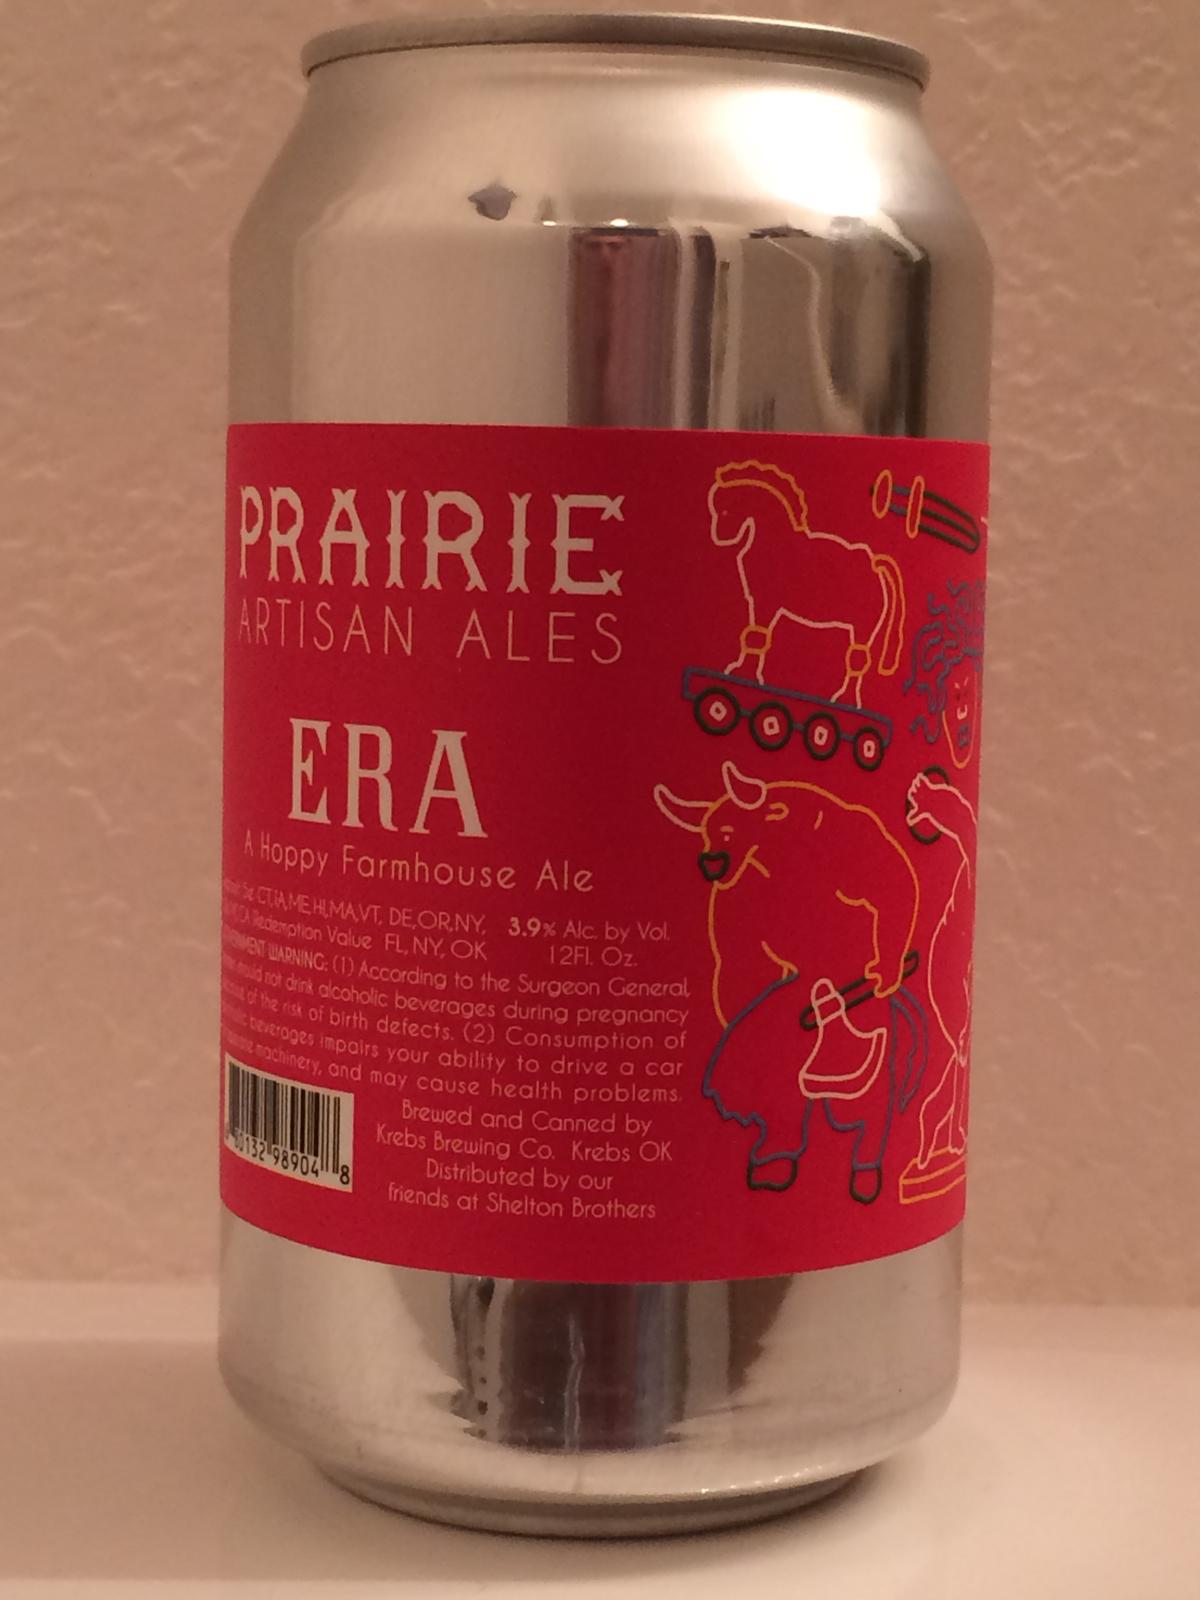 PRAIRIE
ARTISAN ALES
ERA
A Hoppy Farmhouse Ale
5¢ CT, IA, ME, HI, MA, VT, DE, OR, NY,
CA Redemption Value FL, NY, OK
3.9% Alc. by Vol.
12Fl. Oz.
WARNING: (1) According to the Surgeon General,
should not drink alcoholic beverages during pregnancy
of the risk of birth defects. (2) Consumption of
beverages impairs your ability to drive a car
machinery, and may cause health problems.
Brewed and Canned by
Krebs Brewing Co. Krebs OK
Distributed by our
friends at Shelton Brothers
00132 98904 8